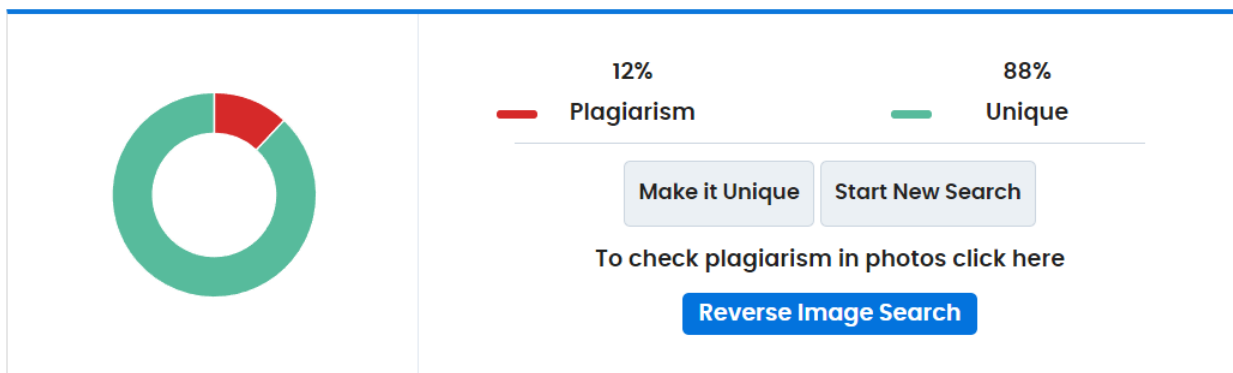 12% 88%
Plagiarism Unique
Make it Unique Start New Search
To check plagiarism in photos click here
Reverse Image Search